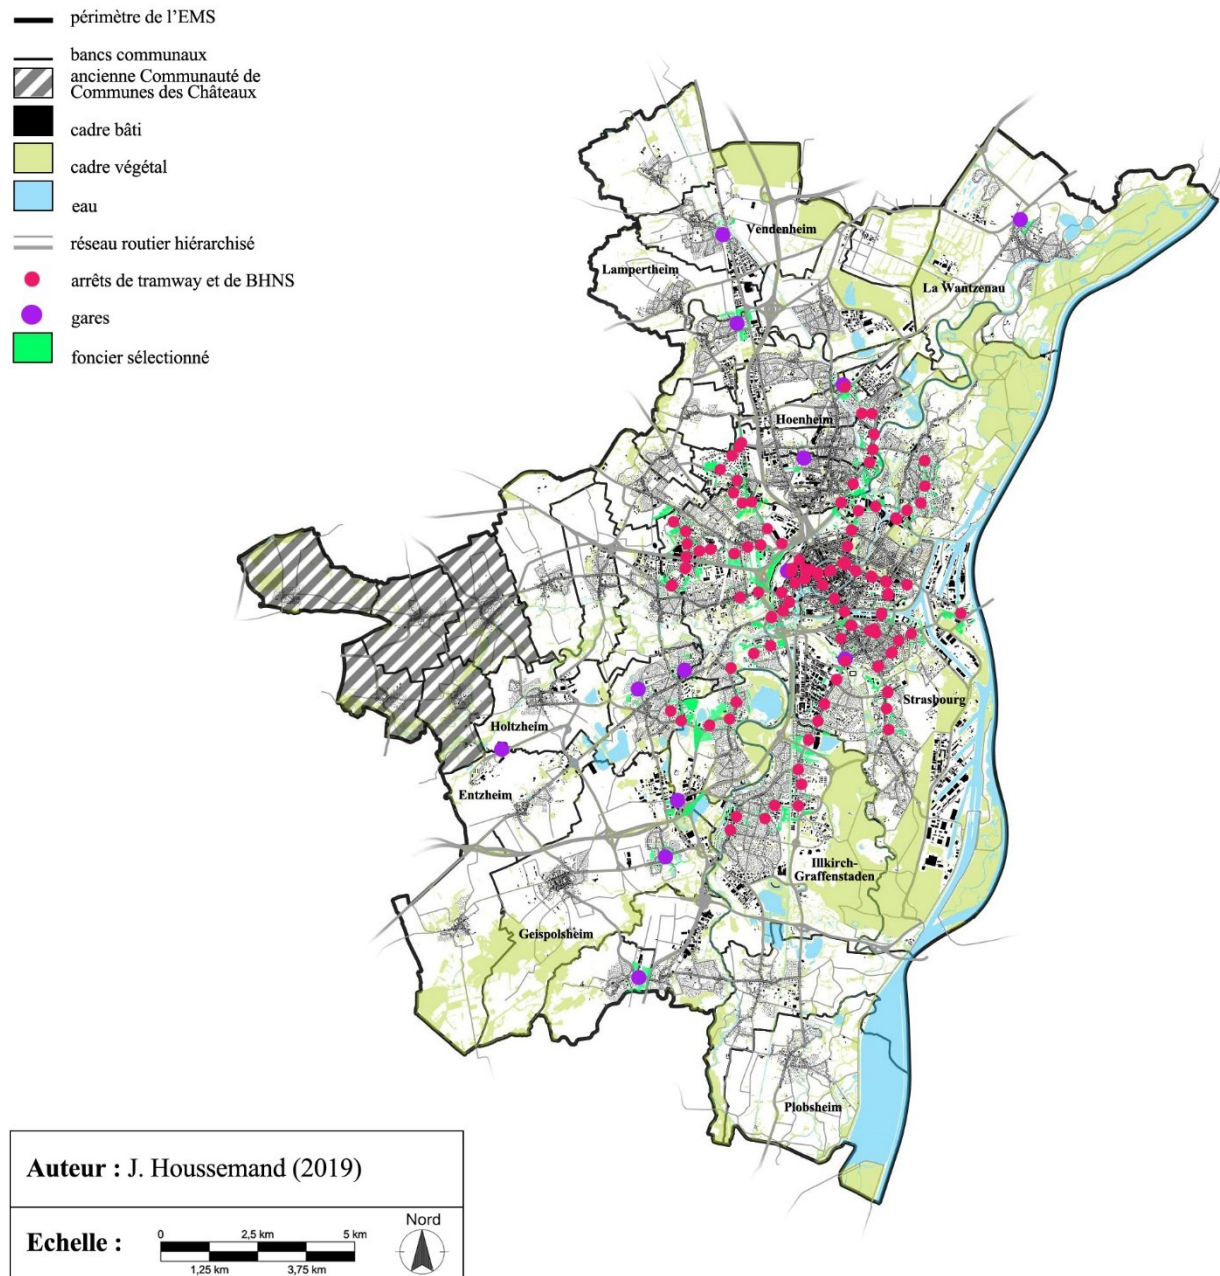 périmètre de l’EMS
bancs communaux
ancienne Communauté de
Communes des Châteaux
cadre bâti
cadre végétal
eau
réseau routier hiérarchisé
arrêts de tramway et de BHNS
gares
foncier sélectionné
Vendenheim
Lampertheim
La Wantzenau
Hoenheim
Strasbourg
Holtzheim
Entzheim
Illkirch-
Graffenstaden
Geispolsheim
Plobsheim
Auteur : J. Houssemand (2019)
Echelle :
0 2,5 km 5 km
1,25 km 3,75 km
Nord